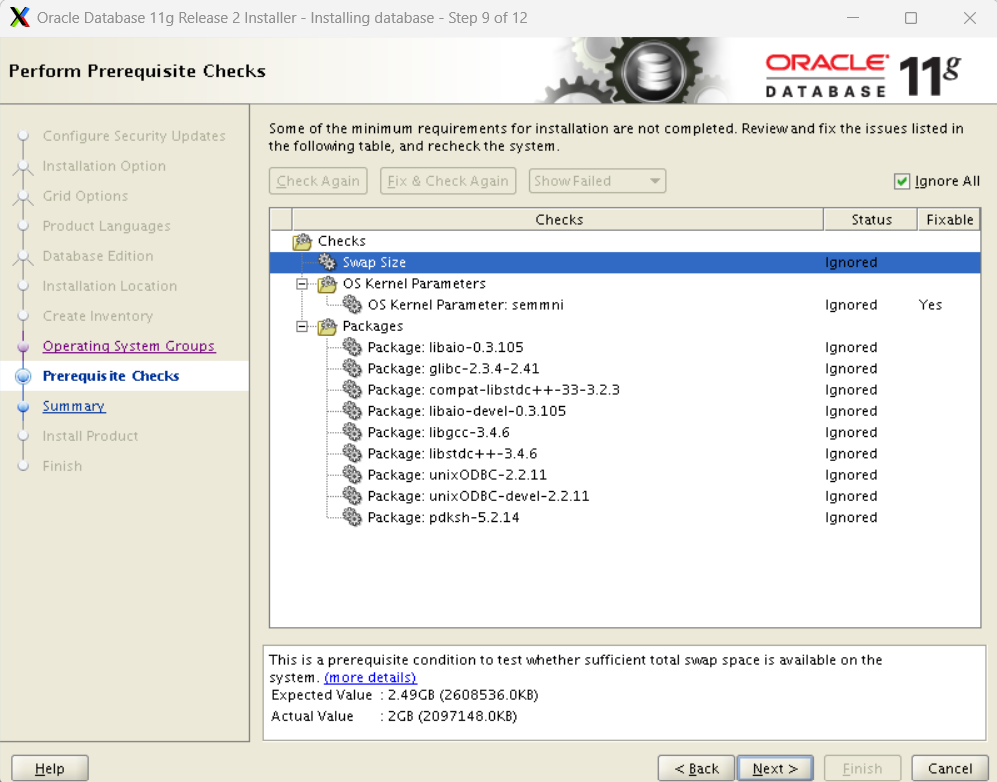 Oracle Database 11g Release 2 Installer - Installing database - Step 9 of 12
Perform Prerequisite Checks
ORACLE
DATABASE
11g
Configure Security Updates
Installation Option
Grid Options
Product Languages
Database Edition
Installation Location
Create Inventory
Operating System Groups
Prerequisite Checks
Summary
Install Product
Finish
Some of the minimum requirements for installation are not completed. Review and fix the issues listed in
the following table, and recheck the system.
Check Again Fix & Check Again Show Failed Ignore All
Checks Status Fixable
Checks
Swap Size Ignored
OS Kernel Parameters
OS Kernel Parameter: semmni Ignored Yes
Packages
Package: libaio-0.3.105 Ignored
Package: glibc-2.3.4-2.41 Ignored
Package: compat-libstdc++-33-3.2.3 Ignored
Package: libaio-devel-0.3.105 Ignored
Package: libgcc-3.4.6 Ignored
Package: libstdc++-3.4.6 Ignored
Package: unixODBC-2.2.11 Ignored
Package: unixODBC-devel-2.2.11 Ignored
Package: pdksh-5.2.14 Ignored
This is a prerequisite condition to test whether sufficient total swap space is available on the
system. (more details)
Expected Value : 2.49GB (2608536.0KB)
Actual Value : 2GB (2097148.0KB)
Help < Back Next > Finish Cancel